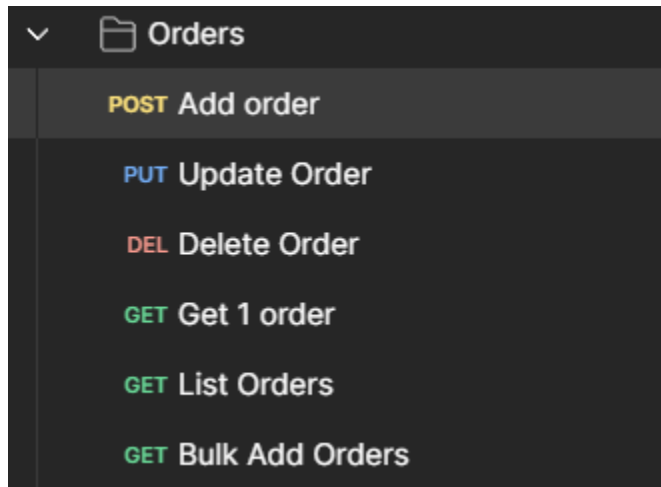 Orders
POST Add order
PUT Update Order
DEL Delete Order
GET Get 1 order
GET List Orders
GET Bulk Add Orders